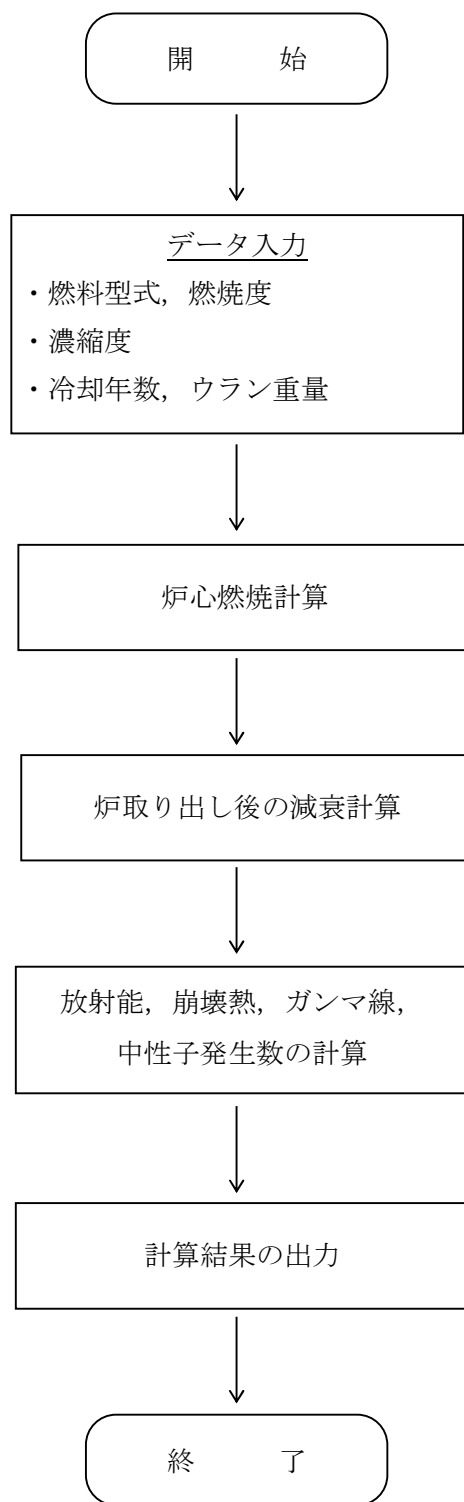 開　始
データ入力
・燃料型式，燃焼度
・濃縮度
・冷却年数，ウラン重量
炉心燃焼計算
炉取り出し後の減衰計算
放射能，崩壊熱，ガンマ線，
中性子発生数の計算
計算結果の出力
終　了